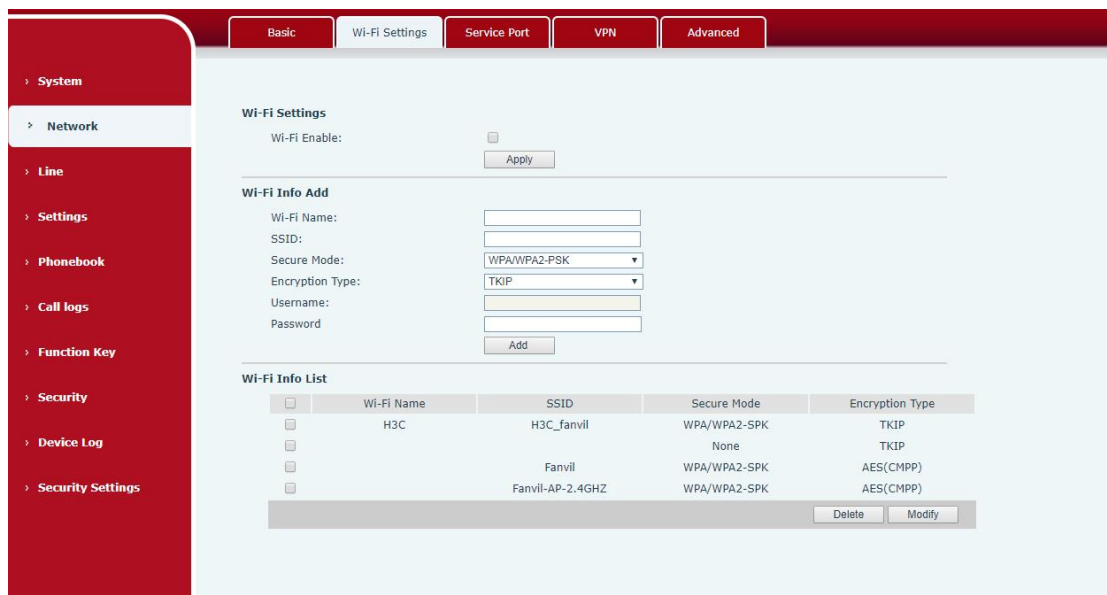 Basic Wi-Fi Settings Service Port VPN Advanced
› System
> Network
› Line
› Settings
› Phonebook
› Call logs
› Function Key
› Security
› Device Log
› Security Settings
Wi-Fi Settings
Wi-Fi Enable:
Apply
Wi-Fi Info Add
Wi-Fi Name:
SSID:
Secure Mode: WPA/WPA2-PSK
Encryption Type: TKIP
Username:
Password
Add
Wi-Fi Info List
Wi-Fi Name SSID Secure Mode Encryption Type
H3C H3C_fanvil WPA/WPA2-SPK TKIP
None TKIP
Fanvil WPA/WPA2-SPK AES(CMPP)
Fanvil-AP-2.4GHZ WPA/WPA2-SPK AES(CMPP)
Delete Modify